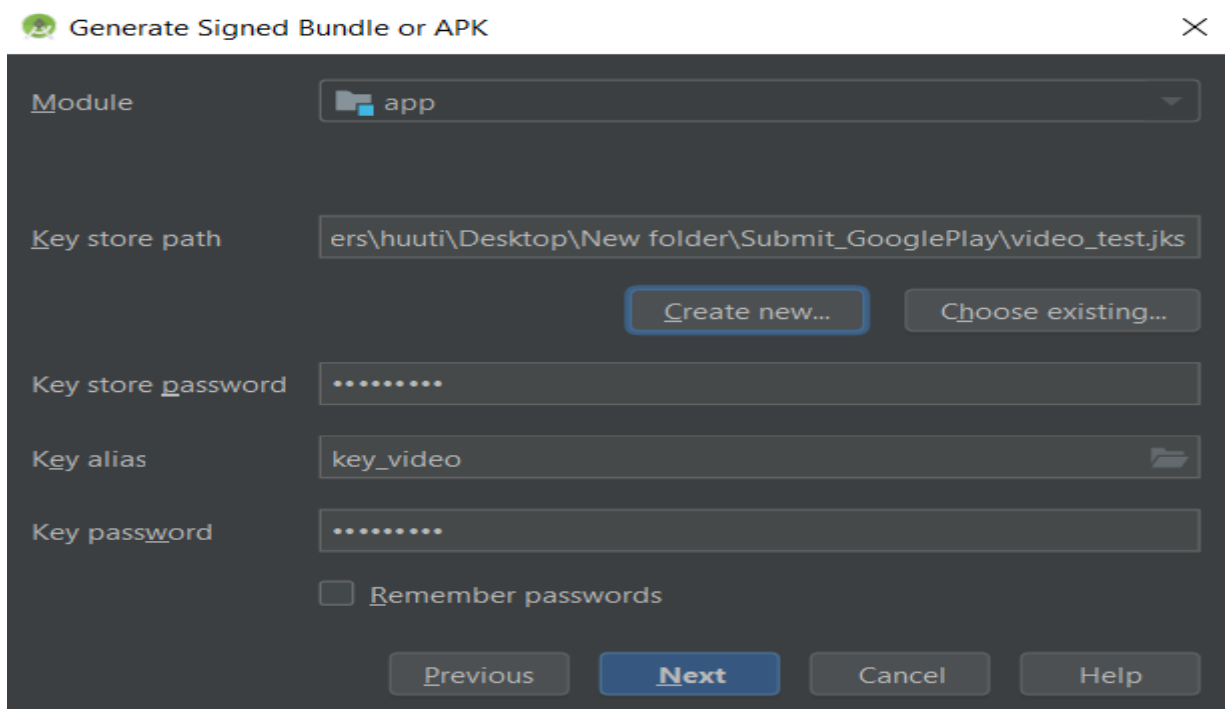 Generate Signed Bundle or APK
Module app
Key store path ers\huuti\Desktop\New folder\Submit_GooglePlay\video_test.jks
Create new... Choose existing...
Key store password •••••••••
Key alias key_video
Key password •••••••••
Remember passwords
Previous Next Cancel Help